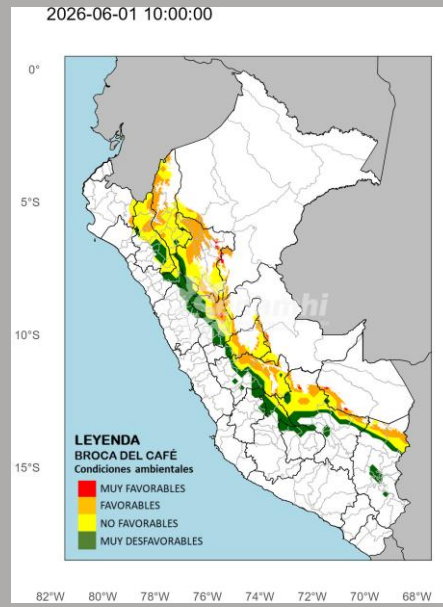 2026-06-01 10:00:00
0°
5°S
10°S
15°S
LEYENDA
BROCA DEL CAFÉ
Condiciones ambientales
MUY FAVORABLES
FAVORABLES
NO FAVORABLES
MUY DESFAVORABLES
82°W 80°W 78°W 76°W 74°W 72°W 70°W 68°W